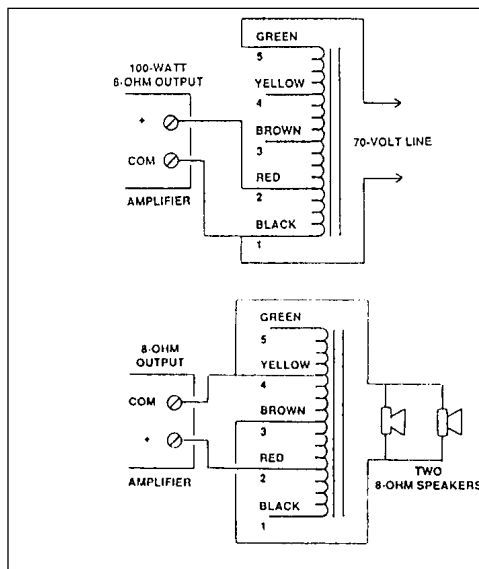 GREEN
5
100-WATT
8-OHM OUTPUT
YELLOW
4
+
BROWN
3
70-VOLT LINE
COM
RED
2
AMPLIFIER
BLACK
1
GREEN
5
8-OHM
OUTPUT
YELLOW
4
COM
BROWN
3
+
RED
2
AMPLIFIER
TWO
8-OHM SPEAKERS
BLACK
1